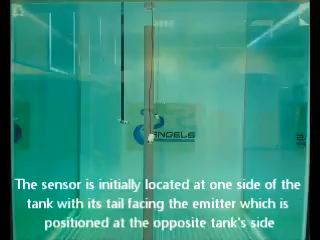 ANGELS
The sensor is initially located at one side of the
tank with its tail facing the emitter which is
positioned at the opposite tank's side